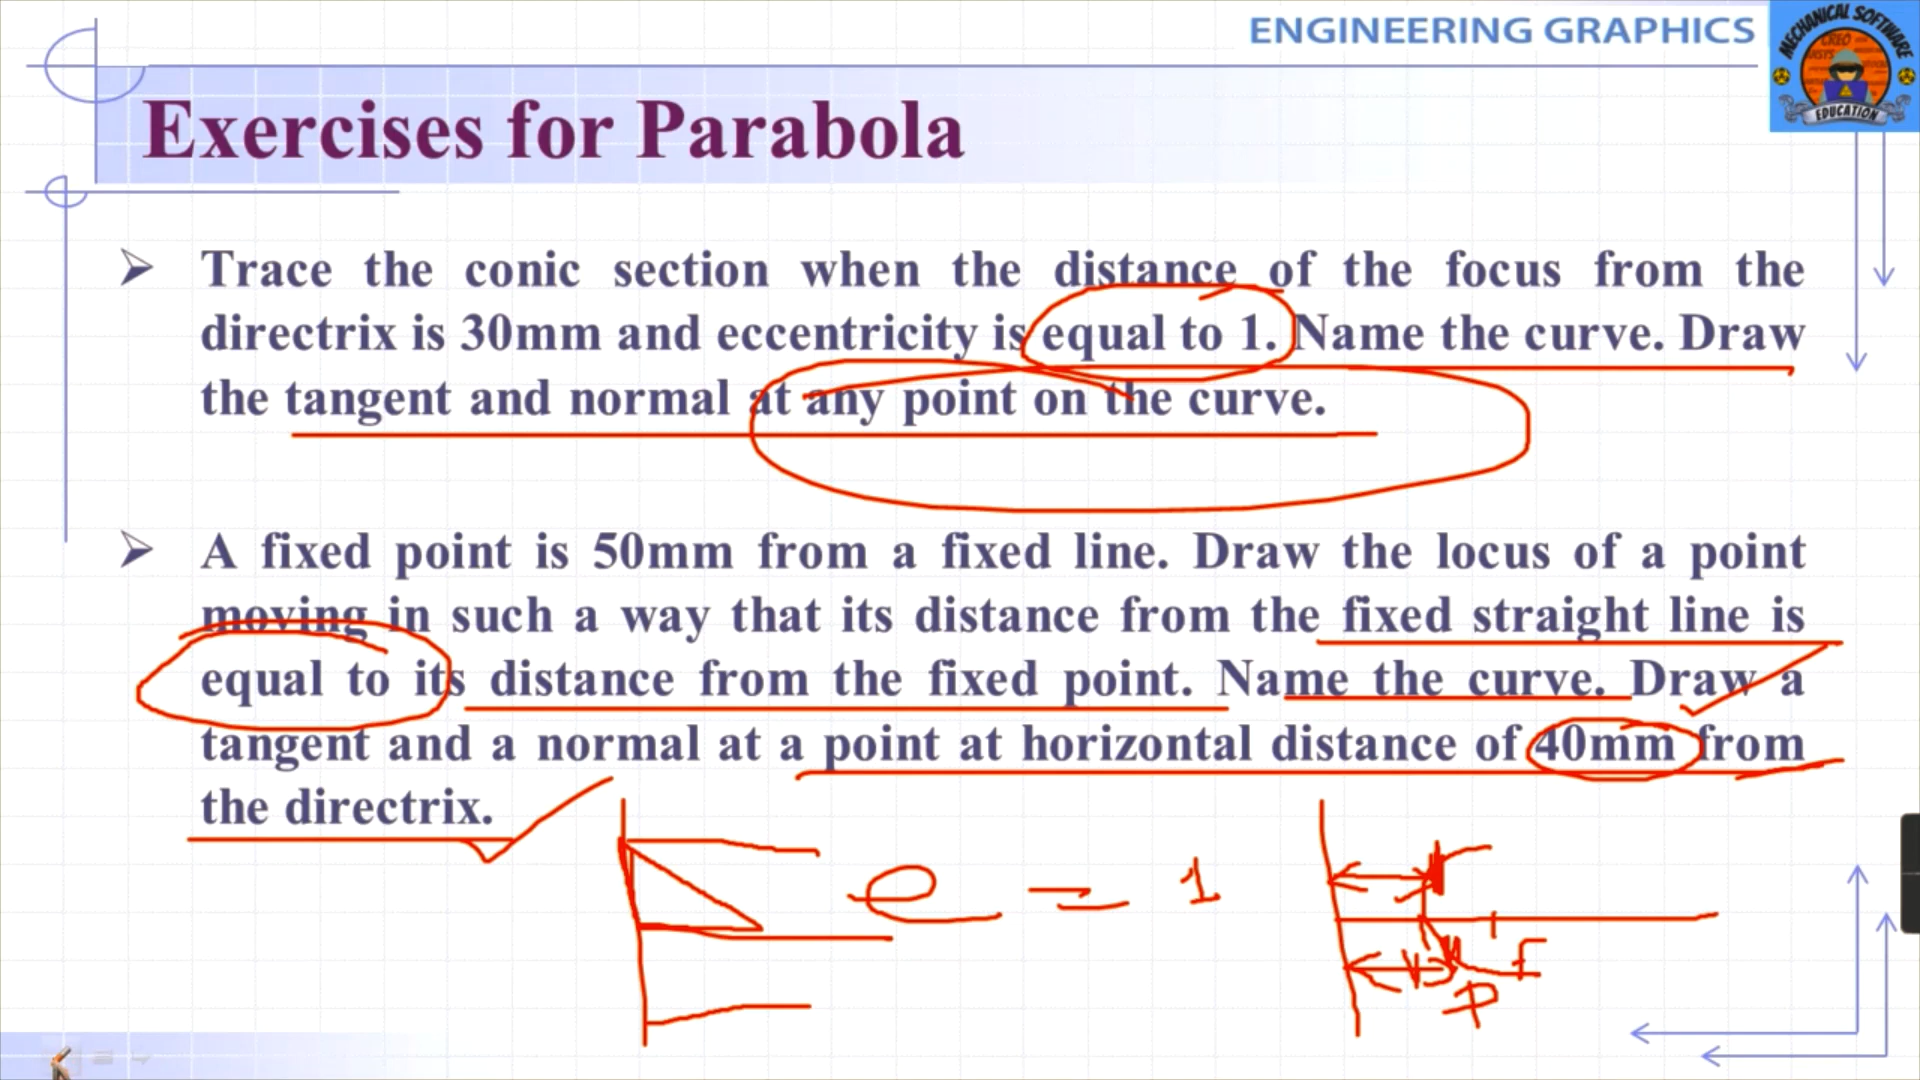 ENGINEERING GRAPHICS
MECHANICAL SOFTWARE
CREO
EDUCATION
Exercises for Parabola
Trace the conic section when the distance of the focus from the
directrix is 30mm and eccentricity is equal to 1. Name the curve. Draw
the tangent and normal at any point on the curve.
A fixed point is 50mm from a fixed line. Draw the locus of a point
moving in such a way that its distance from the fixed straight line is
equal to its distance from the fixed point. Name the curve. Draw a
tangent and a normal at a point at horizontal distance of 40mm from
the directrix.
e = 1
V
F
P